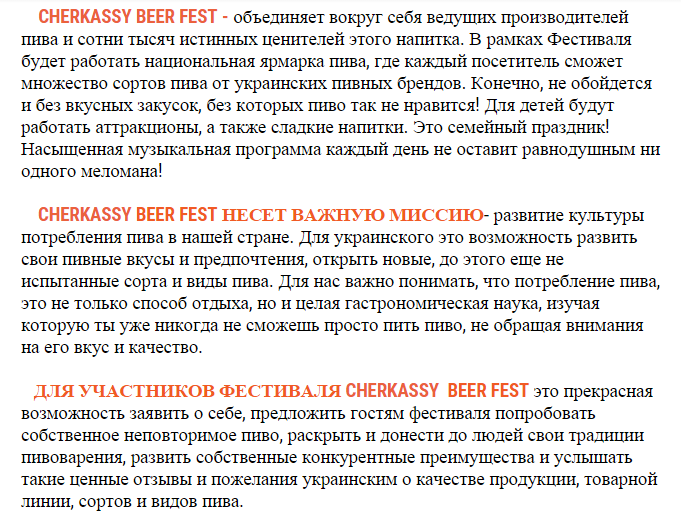 CHERKASSY BEER FEST - объединяет вокруг себя ведущих производителей
пива и сотни тысяч истинных ценителей этого напитка. В рамках Фестиваля
будет работать национальная ярмарка пива, где каждый посетитель сможет
множество сортов пива от украинских пивных брендов. Конечно, не обойдется
и без вкусных закусок, без которых пиво так не нравится! Для детей будут
работать аттракционы, а также сладкие напитки. Это семейный праздник!
Насыщенная музыкальная программа каждый день не оставит равнодушным ни
одного меломана!
CHERKASSY BEER FEST НЕСЕТ ВАЖНУЮ МИССИЮ- развитие культуры
потребления пива в нашей стране. Для украинского это возможность развить
свои пивные вкусы и предпочтения, открыть новые, до этого еще не
испытанные сорта и виды пива. Для нас важно понимать, что потребление пива,
это не только способ отдыха, но и целая гастрономическая наука, изучая
которую ты уже никогда не сможешь просто пить пиво, не обращая внимания
на его вкус и качество.
ДЛЯ УЧАСТНИКОВ ФЕСТИВАЛЯ CHERKASSY BEER FEST это прекрасная
возможность заявить о себе, предложить гостям фестиваля попробовать
собственное неповторимое пиво, раскрыть и донести до людей свои традиции
пивоварения, развить собственные конкурентные преимущества и услышать
такие ценные отзывы и пожелания украинским о качестве продукции, товарной
линии, сортов и видов пива.